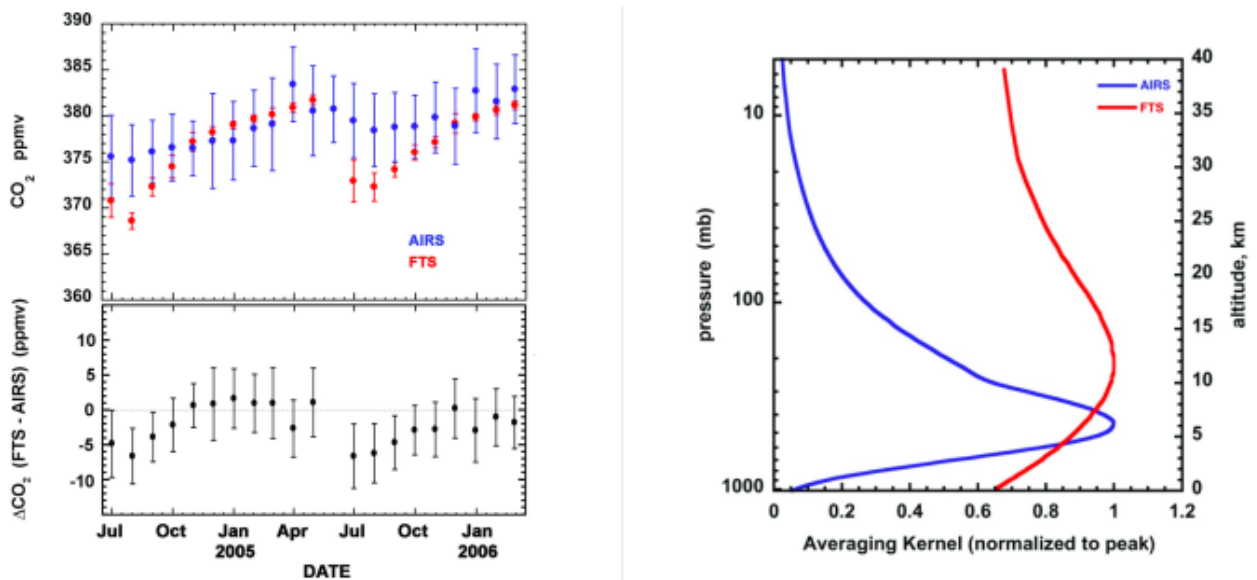 390
385
380
375
370
365
360
CO2 ppmv
AIRS
FTS
15
10
5
0
-5
-10
ΔCO2 (FTS - AIRS) (ppmv)
Jul
Oct
Jan
2005
Apr
Jul
Oct
Jan
2006
DATE
AIRS
FTS
10
100
1000
pressure (mb)
40
35
30
25
20
15
10
5
0
altitude, km
0
0.2
0.4
0.6
0.8
1
1.2
Averaging Kernel (normalized to peak)